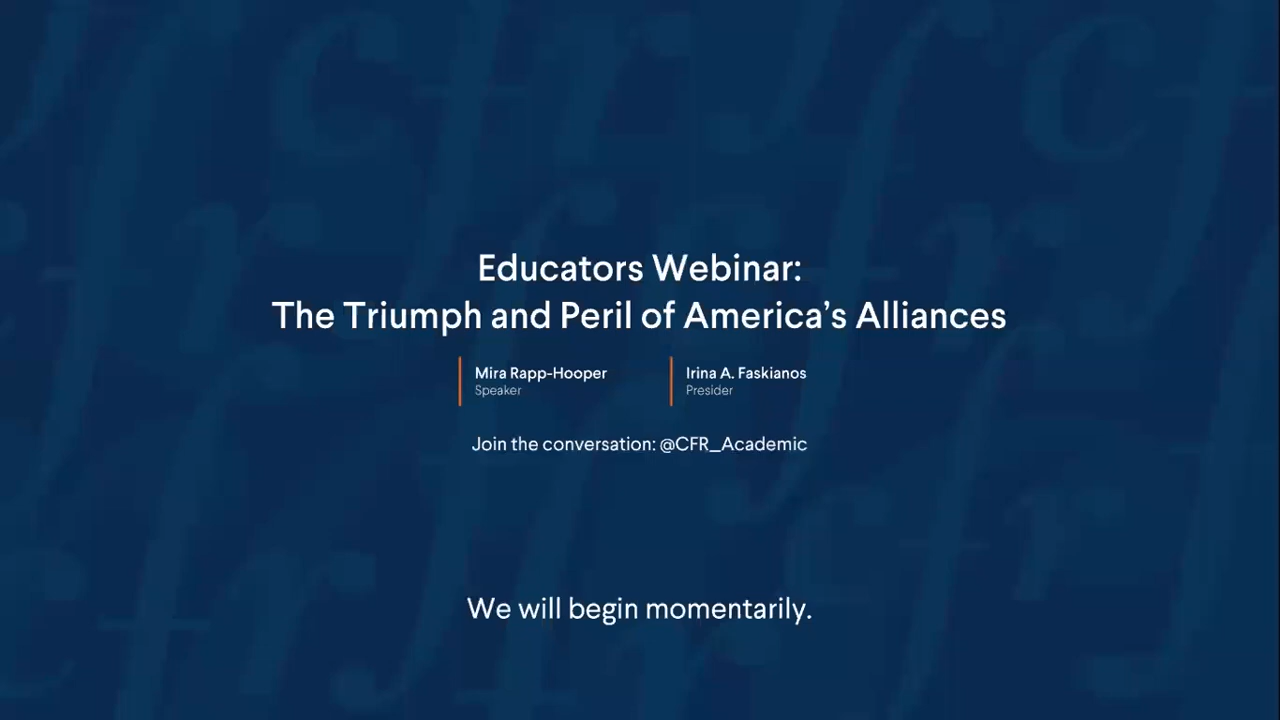 Educators Webinar:
The Triumph and Peril of America's Alliances
Mira Rapp-Hooper
Speaker
Irina A. Faskianos
Presider
Join the conversation: @CFR_Academic
We will begin momentarily.